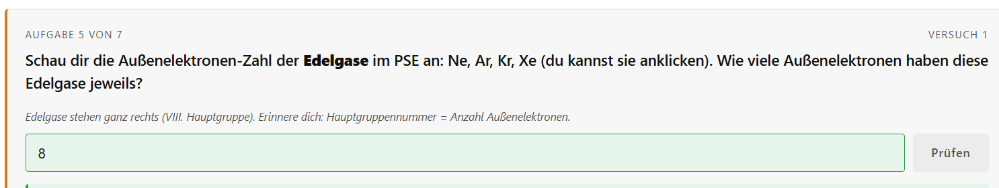 AUFGABE 5 VON 7
VERSUCH 1
Schau dir die Außenelektronen-Zahl der Edelgase im PSE an: Ne, Ar, Kr, Xe (du kannst sie anklicken). Wie viele Außenelektronen haben diese
Edelgase jeweils?
Edelgase stehen ganz rechts (VIII. Hauptgruppe). Erinnere dich: Hauptgruppennummer = Anzahl Außenelektronen.
8
Prüfen